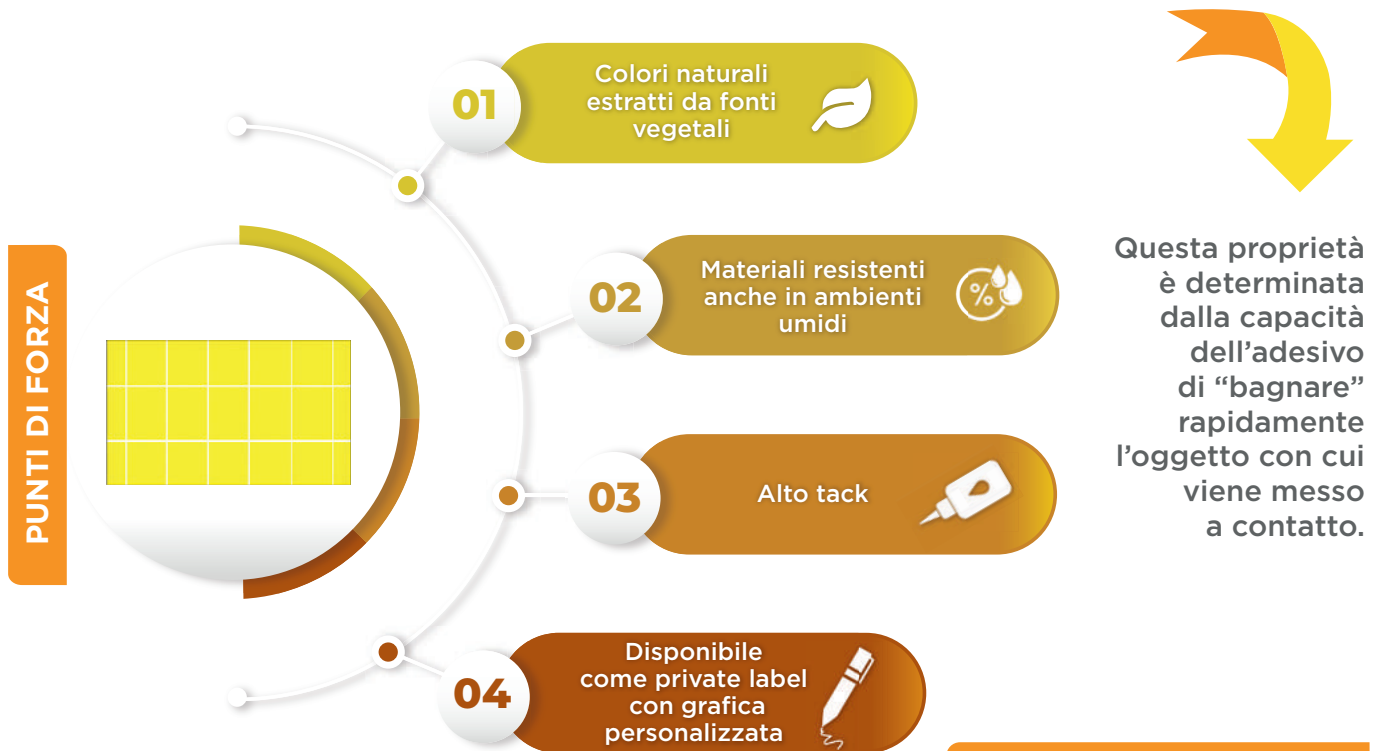 PUNTI DI FORZA
01
Colori naturali
estratti da fonti
vegetali
02
Materiali resistenti
anche in ambienti
umidi
%
03
Alto tack
04
Disponibile
come private label
con grafica
personalizzata
Questa proprietà
è determinata
dalla capacità
dell’adesivo
di “bagnare”
rapidamente
l’oggetto con cui
viene messo
a contatto.